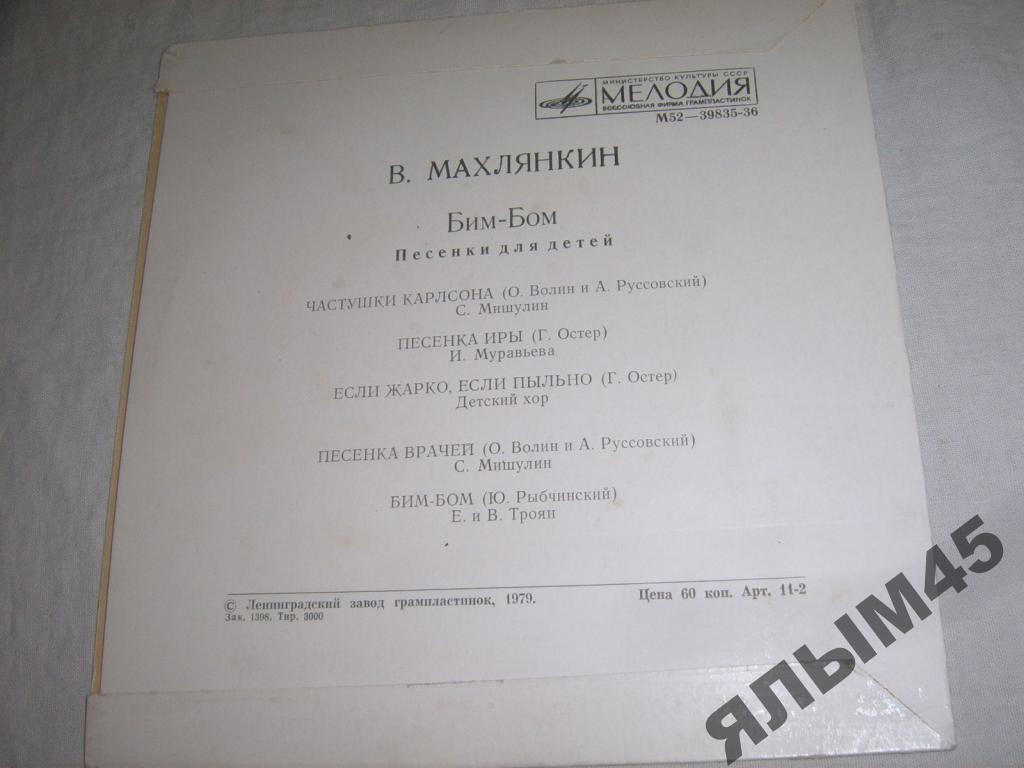 МИНИСТЕРСТВО КУЛЬТУРЫ СССР
МЕЛОДИЯ
ВСЕСОЮЗНАЯ ФИРМА ГРАМПЛАСТИНОК
М52—39835-36
В. МАХЛЯНКИН
Бим-Бом
Песенки для детей
ЧАСТУШКИ КАРЛСОНА (О. Волин и А. Руссовский)
С. Мишулин
ПЕСЕНКА ИРЫ (Г. Остер)
И. Муравьева
ЕСЛИ ЖАРКО, ЕСЛИ ПЫЛЬНО (Г. Остер)
Детский хор
ПЕСЕНКА ВРАЧЕЙ (О. Волин и А. Руссовский)
С. Мишулин
БИМ-БОМ (Ю. Рыбчинский)
Е. и В. Троян
© Ленинградский завод грампластинок, 1979.
Зак. 1398. Тир. 3000
Цена 60 коп. Арт. 11-2
ЯЛЫМ45